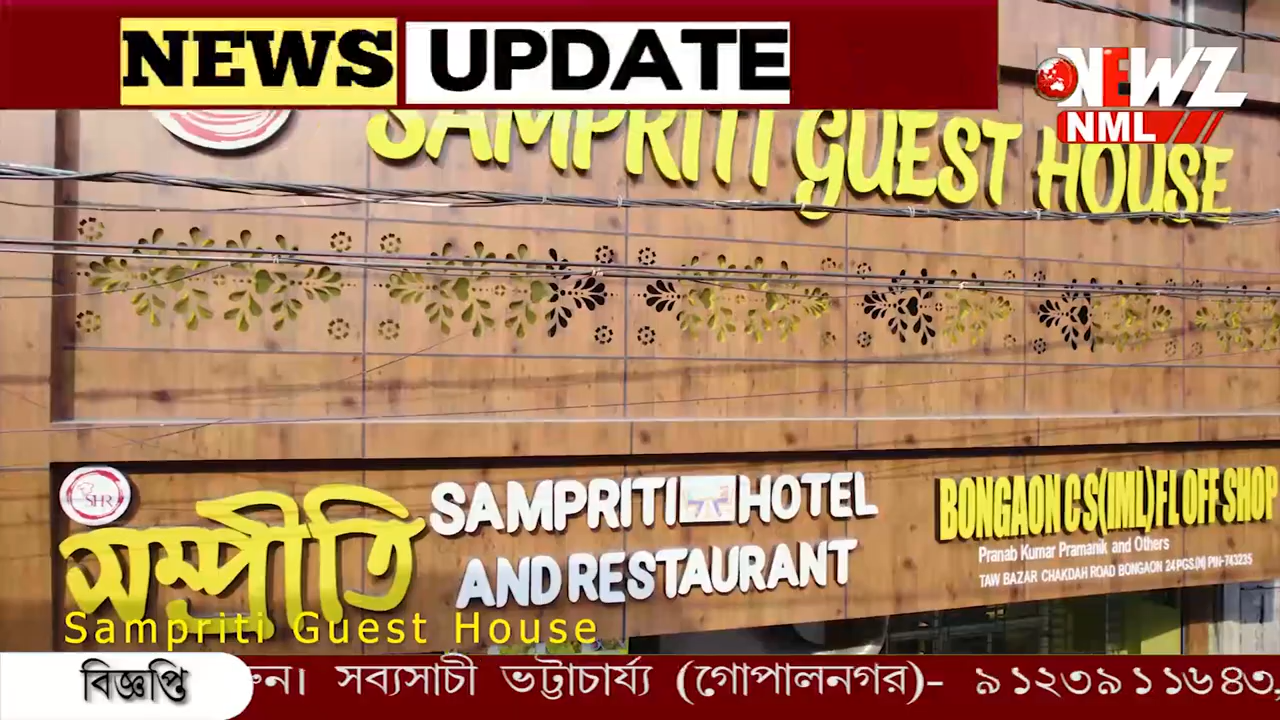 NEWS UPDATE
NEWZ
NML
SAMPRITI GUEST HOUSE
SHR
সম্প্রীতি
SAMPRITI HOTEL
AND RESTAURANT
BONGAON C S(IML) F L OFF SHOP
Pranab Kumar Pramanik and Others
TAW BAZAR CHAKDAH ROAD BONGAON 24PGS.(N) PIN-743235
Sampriti Guest House
বিজ্ঞপ্তি
রুন। সব্যসাচী ভট্টাচার্য্য (গোপালনগর)- ৯১২৩৯১১৬৪৩,